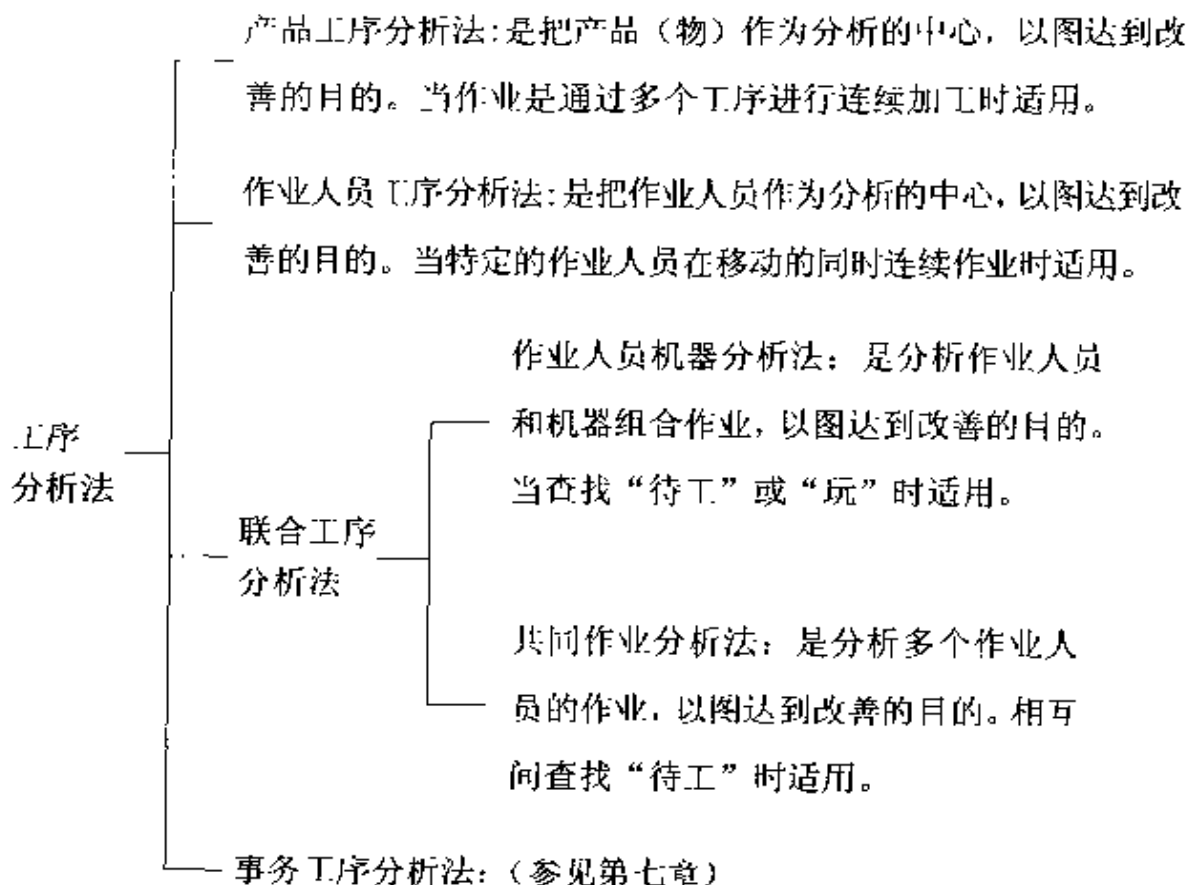 产品工序分析法：是把产品（物）作为分析的中心，以图达到改
善的目的。当作业是通过多个工序进行连续加工时适用。
作业人员工序分析法：是把作业人员作为分析的中心，以图达到改
善的目的。当特定的作业人员在移动的同时连续作业时适用。
工序
分析法
联合工序
分析法
作业人员机器分析法：是分析作业人员
和机器组合作业，以图达到改善的目的。
当查找“待工”或“玩”时适用。
共同作业分析法：是分析多个作业人
员的作业，以图达到改善的目的。相互
间查找“待工”时适用。
事务工序分析法：（参见第七章）